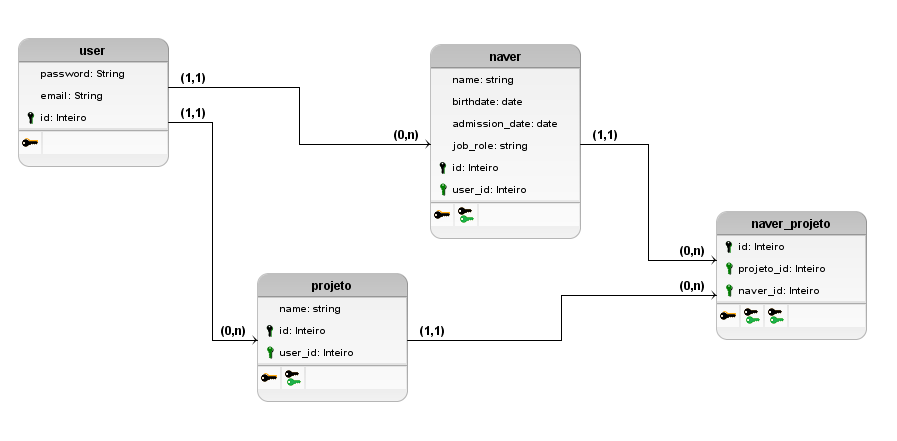 user
password: String
email: String
id: Inteiro
(1,1)
(1,1)
(0,n)
naver
name: string
birthdate: date
admission_date: date
job_role: string
id: Inteiro
user_id: Inteiro
(1,1)
(0,n)
projeto
name: string
id: Inteiro
user_id: Inteiro
(0,n)
(1,1)
(0,n)
naver_projeto
id: Inteiro
projeto_id: Inteiro
naver_id: Inteiro